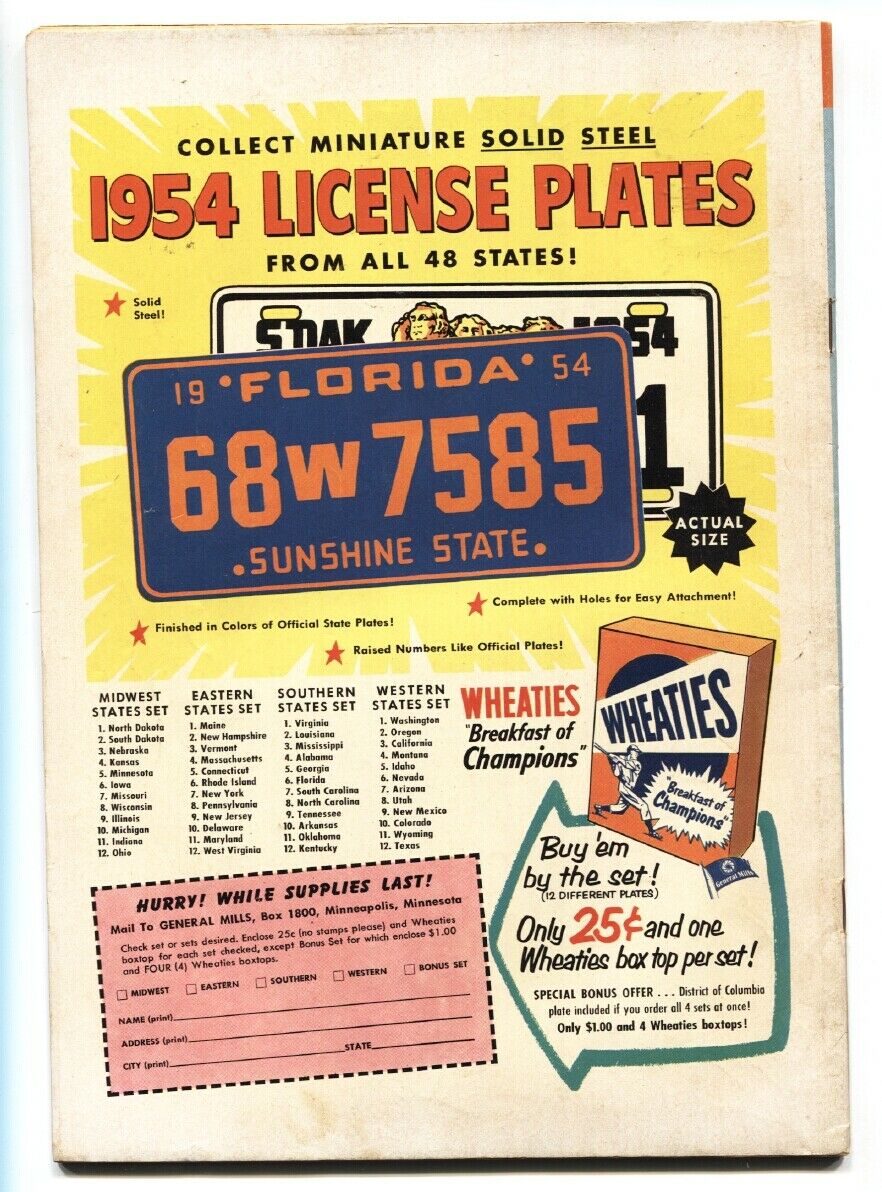 COLLECT MINIATURE SOLID STEEL
1954 LICENSE PLATES
FROM ALL 48 STATES!
Solid
Steel!
S.DAK 1954
1
19 • FLORIDA • 54
68W7585
• SUNSHINE STATE •
ACTUAL
SIZE
Complete with Holes for Easy Attachment!
Finished in Colors of Official State Plates!
Raised Numbers Like Official Plates!
MIDWEST
STATES SET
1. North Dakota
2. South Dakota
3. Nebraska
4. Kansas
5. Minnesota
6. Iowa
7. Missouri
8. Wisconsin
9. Illinois
10. Michigan
11. Indiana
12. Ohio
EASTERN
STATES SET
1. Maine
2. New Hampshire
3. Vermont
4. Massachusetts
5. Connecticut
6. Rhode Island
7. New York
8. Pennsylvania
9. New Jersey
10. Delaware
11. Maryland
12. West Virginia
SOUTHERN
STATES SET
1. Virginia
2. Louisiana
3. Mississippi
4. Alabama
5. Georgia
6. Florida
7. South Carolina
8. North Carolina
9. Tennessee
10. Arkansas
11. Oklahoma
12. Kentucky
WESTERN
STATES SET
1. Washington
2. Oregon
3. California
4. Montana
5. Idaho
6. Nevada
7. Arizona
8. Utah
9. New Mexico
10. Colorado
11. Wyoming
12. Texas
WHEATIES
"Breakfast of
Champions"
WHEATIES
"Breakfast of
Champions"
General Mills
Buy 'em
by the set!
(12 DIFFERENT PLATES)
Only 25¢ and one
Wheaties box top per set!
SPECIAL BONUS OFFER . . . District of Columbia
plate included if you order all 4 sets at once!
Only $1.00 and 4 Wheaties boxtops!
HURRY! WHILE SUPPLIES LAST!
Mail To GENERAL MILLS, Box 1800, Minneapolis, Minnesota
Check set or sets desired. Enclose 25c (no stamps please) and Wheaties
boxtop for each set checked, except Bonus Set for which enclose $1.00
and FOUR (4) Wheaties boxtops.
MIDWEST EASTERN SOUTHERN WESTERN BONUS SET
NAME (print)
ADDRESS (print)
CITY (print) STATE